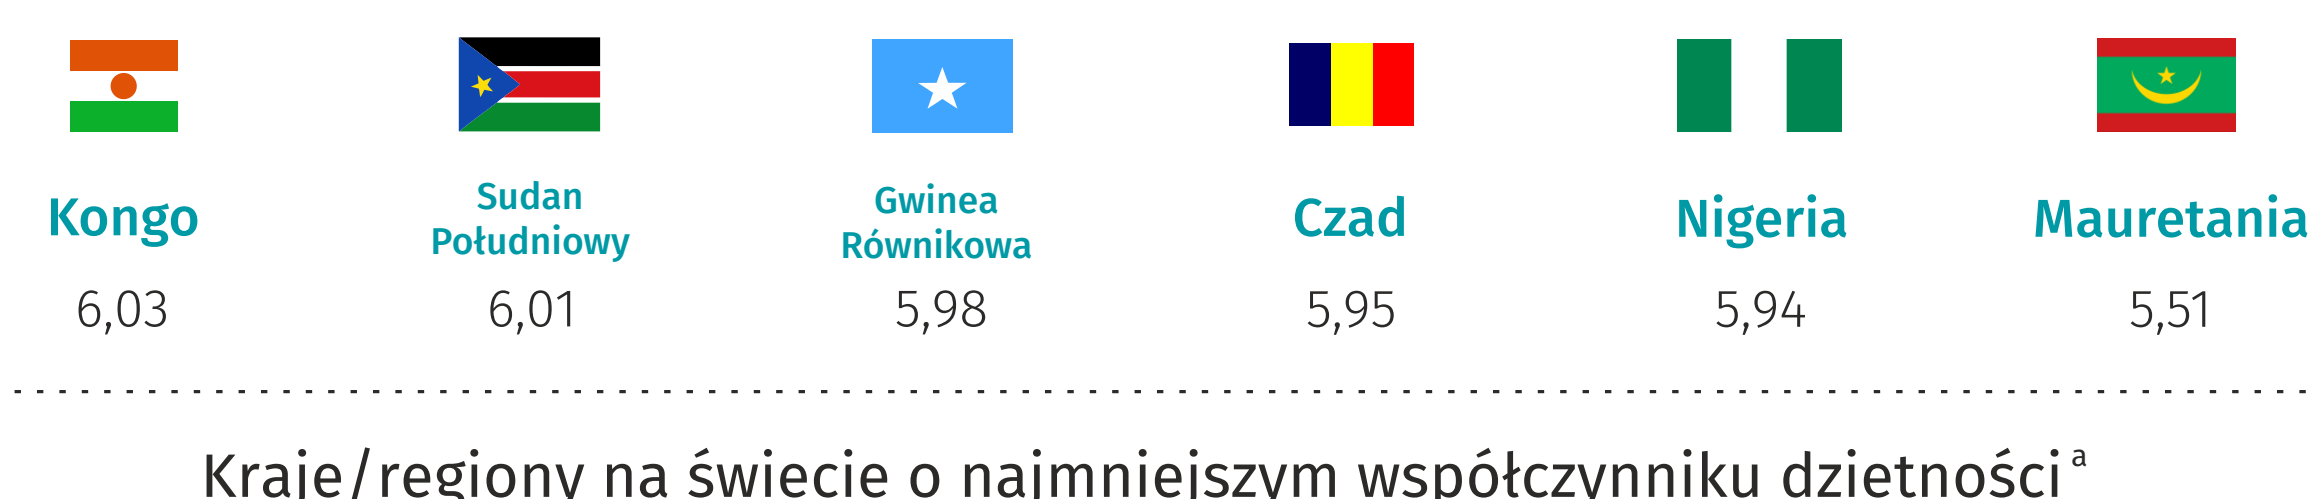 Kongo
Sudan
Południowy
Gwinea
Równikowa
Czad
Nigeria
Mauretania
6,03
6,01
5,98
5,95
5,94
5,51
Kraje/regiony na świecie o najmniejszym współczynniku dzietności a